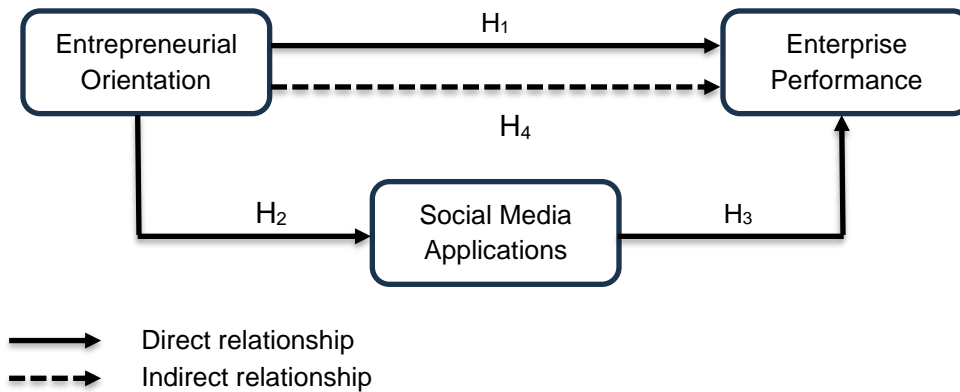 Entrepreneurial
Orientation
H₁
Enterprise
Performance
H₄
H₂
Social Media
Applications
H₃
Direct relationship
Indirect relationship